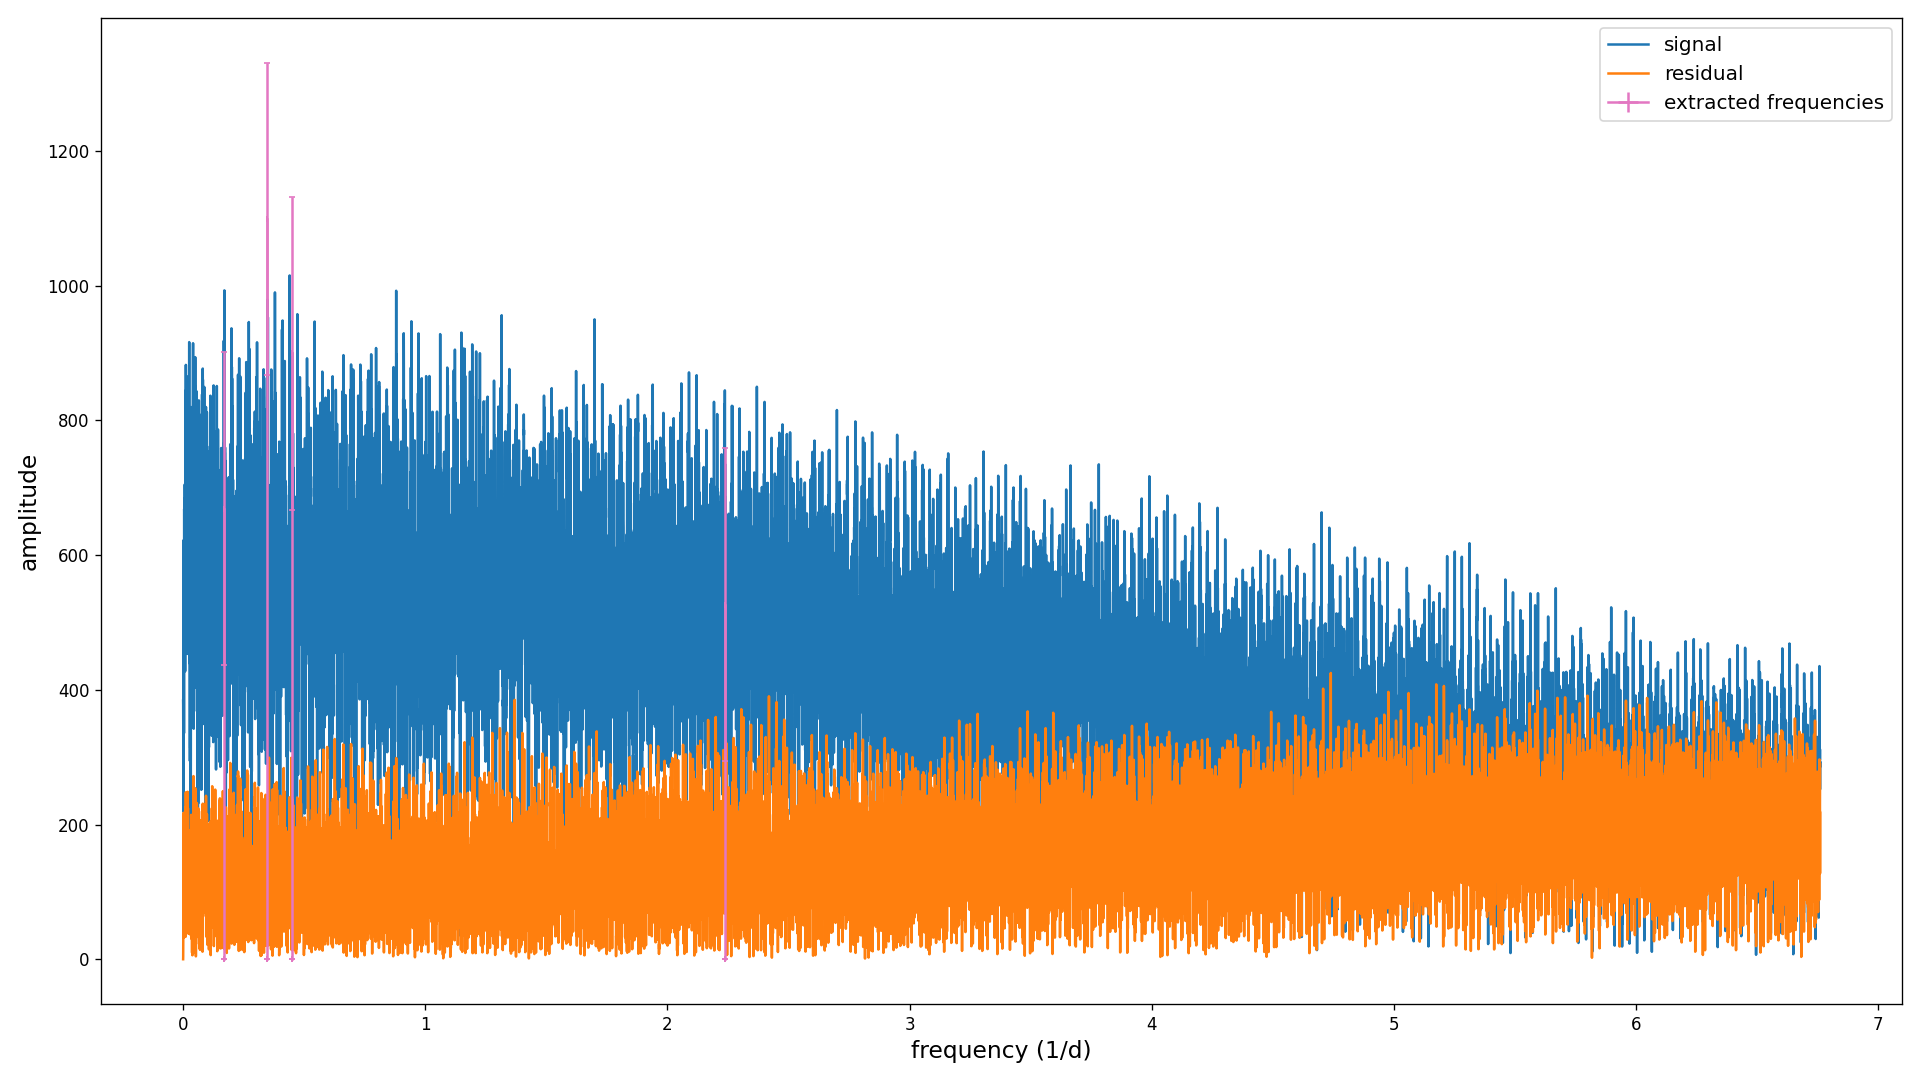 signal
residual
extracted frequencies
amplitude
1200
1000
800
600
400
200
0
0 1 2 3 4 5 6 7
frequency (1/d)